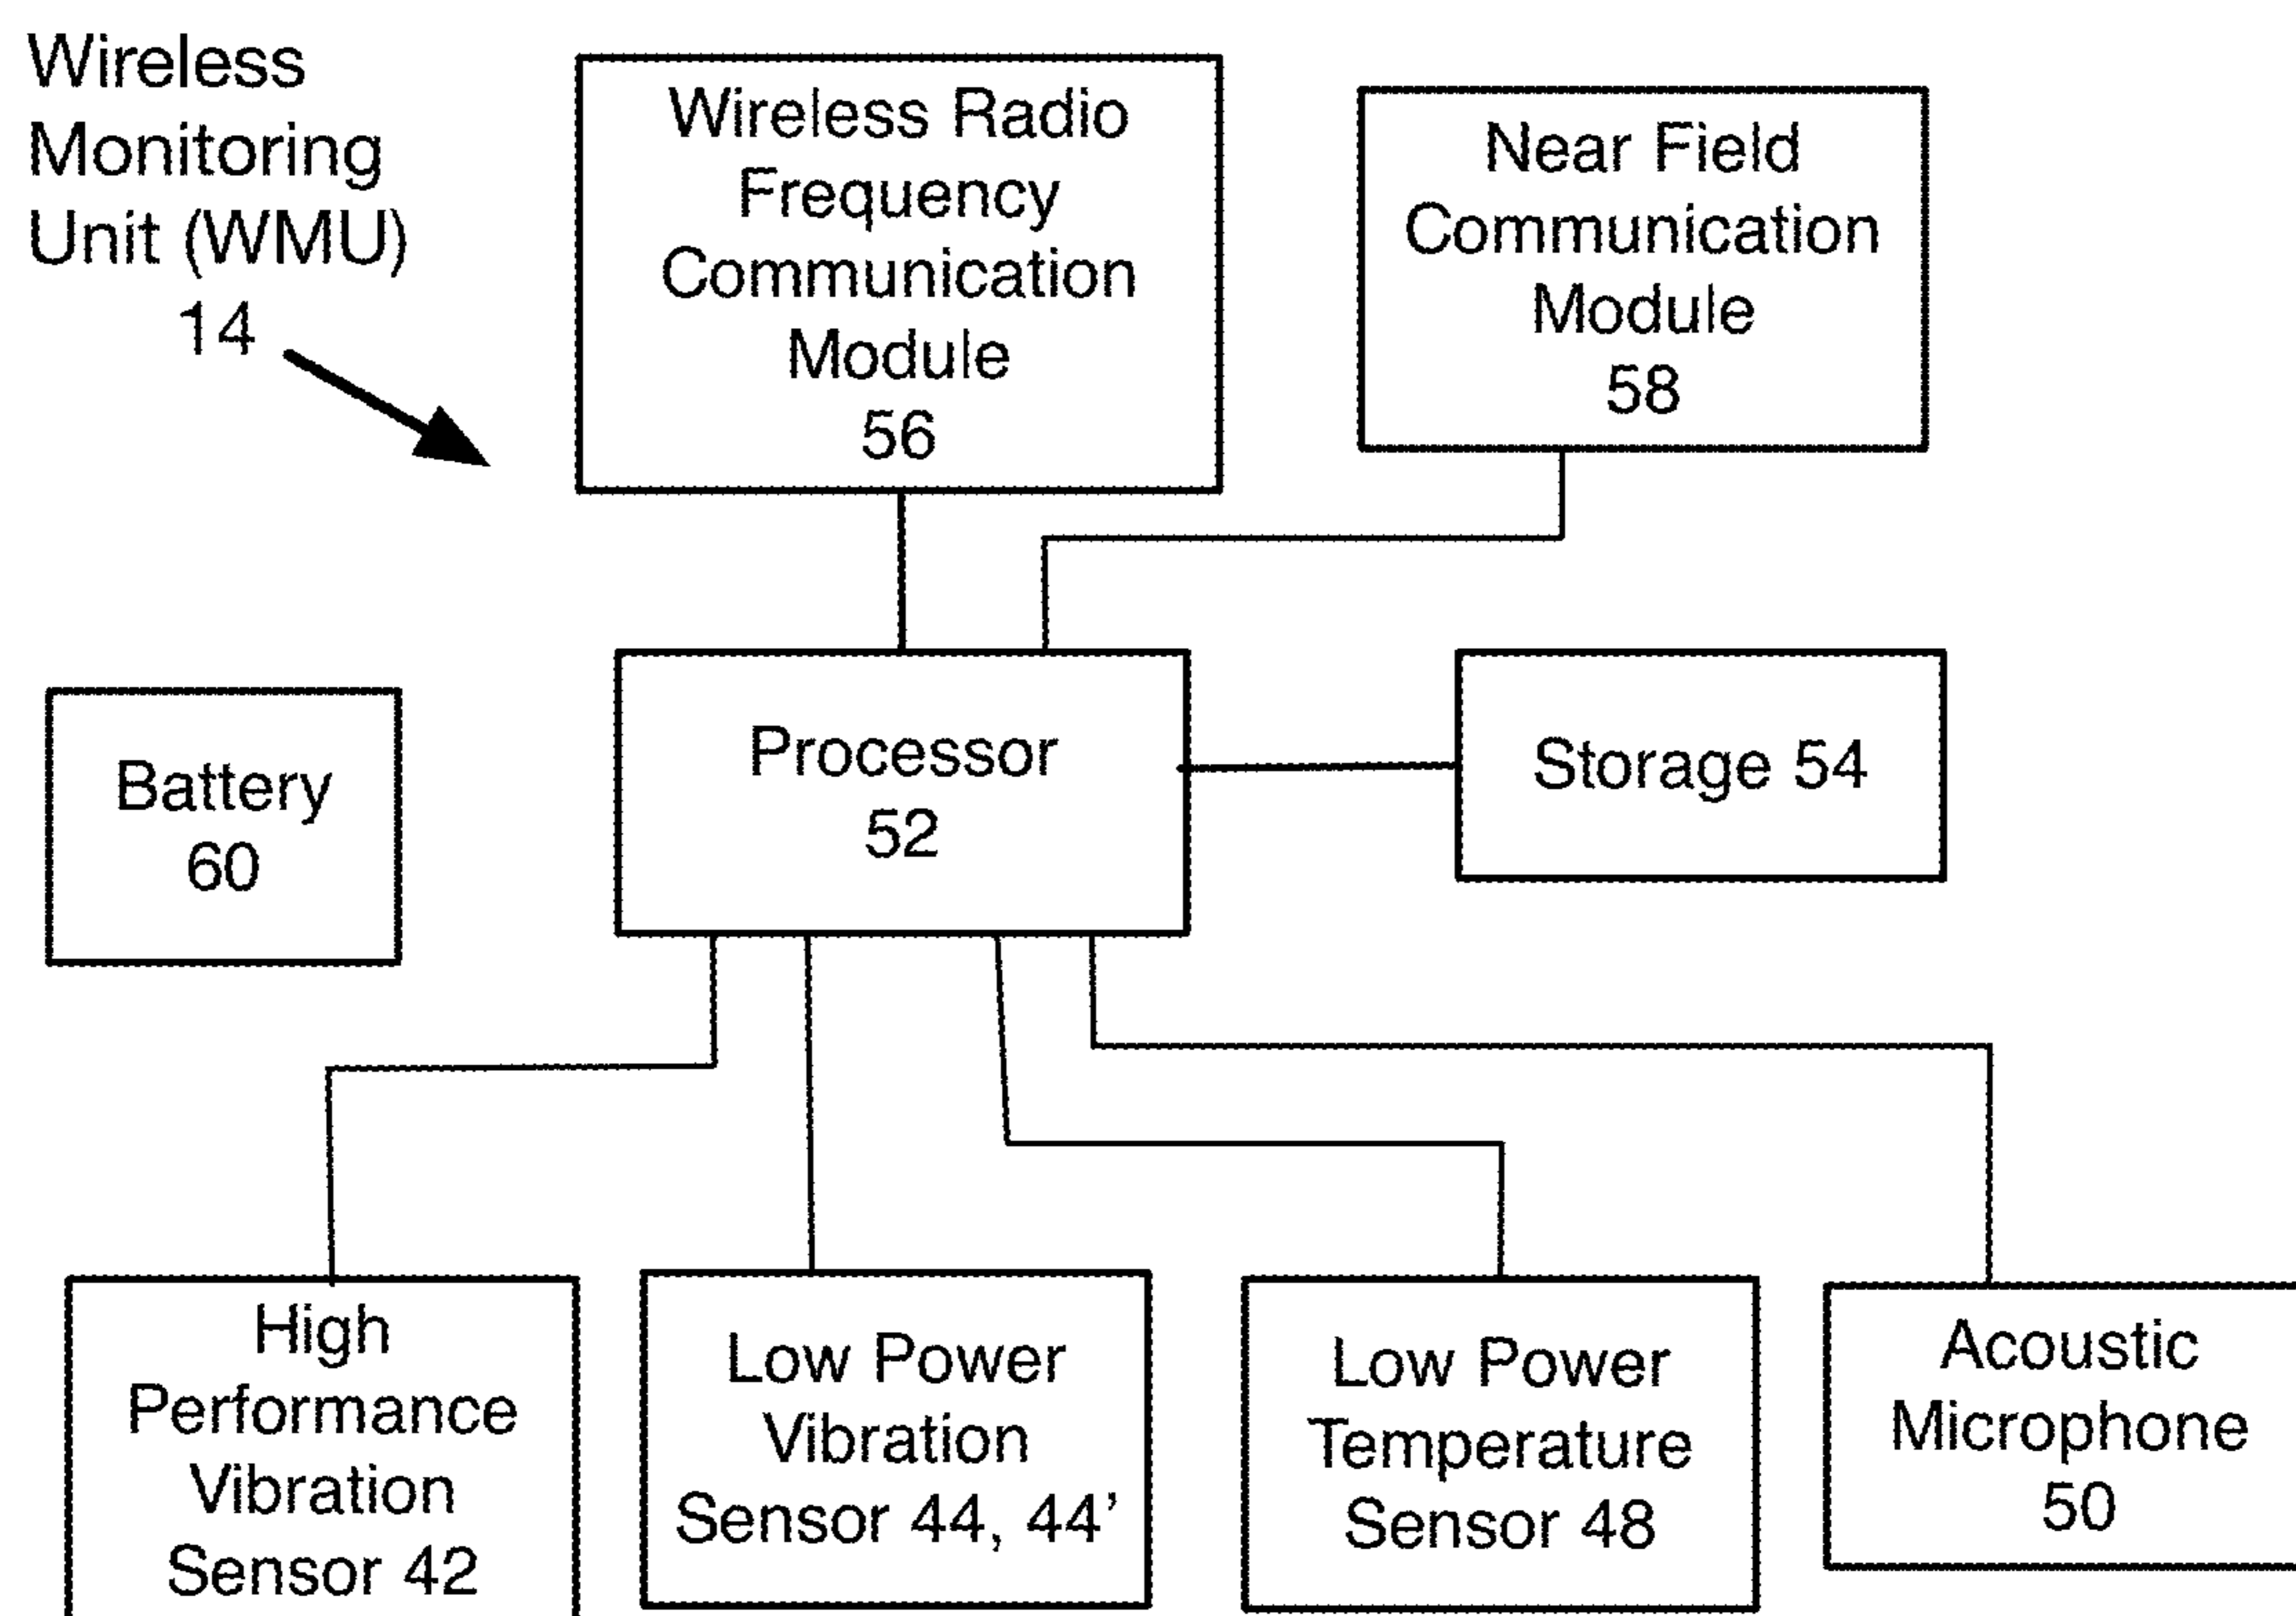 Wireless
Monitoring
Unit (WMU)
14
Wireless Radio
Frequency
Communication
Module
56
Near Field
Communication
Module
58
Battery
60
Processor
52
Storage 54
High
Performance
Vibration
Sensor 42
Low Power
Vibration
Sensor 44, 44’
Low Power
Temperature
Sensor 48
Acoustic
Microphone
50